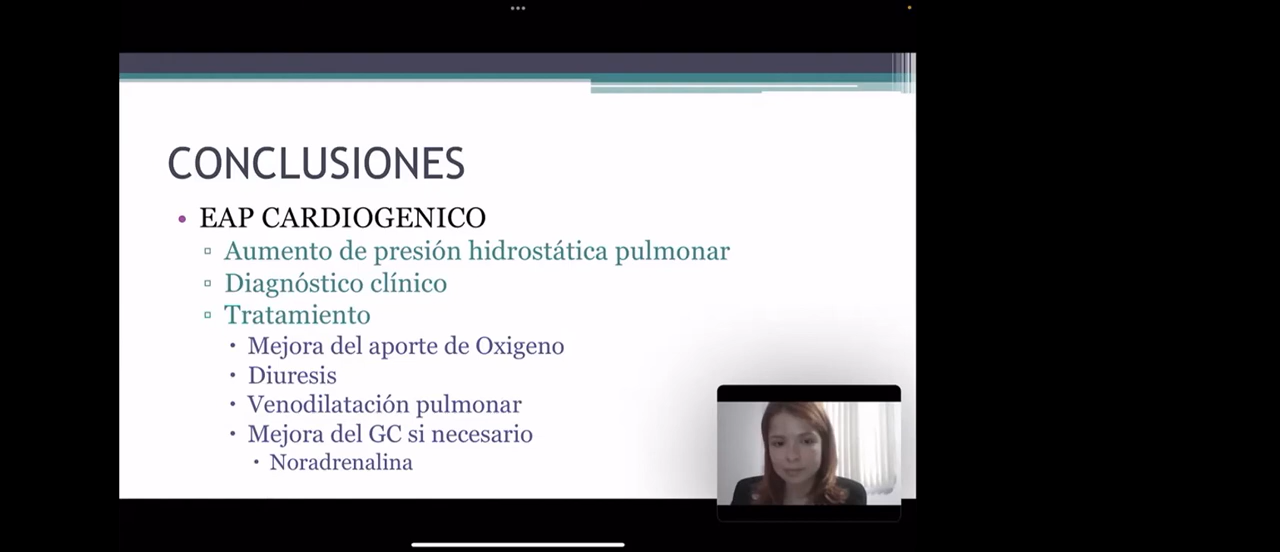 CONCLUSIONES
EAP CARDIOGENICO
Aumento de presión hidrostática pulmonar
Diagnóstico clínico
Tratamiento
Mejora del aporte de Oxigeno
Diuresis
Venodilatación pulmonar
Mejora del GC si necesario
Noradrenalina